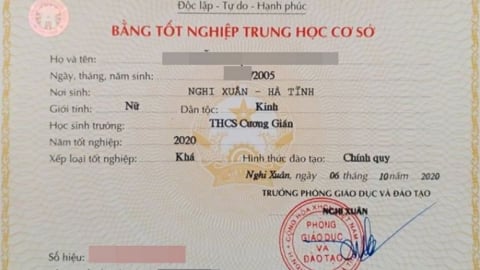 Độc lập - Tự do - Hạnh phúc
BẰNG TỐT NGHIỆP TRUNG HỌC CƠ SỞ
Họ và tên:
Ngày, tháng, năm sinh: /2005
Nơi sinh: NGHI XUÂN - HÀ TĨNH
Giới tính: Nữ Dân tộc: Kinh
Học sinh trường: THCS Cương Gián
Năm tốt nghiệp: 2020
Xếp loại tốt nghiệp: Khá Hình thức đào tạo: Chính quy
Nghi Xuân, ngày 06 tháng 10 năm 2020
TRƯỞNG PHÒNG GIÁO DỤC VÀ ĐÀO TẠO
NGHI XUÂN
PHÒNG
GIÁO DỤC
VÀ
ĐÀO TẠO
Số hiệu: